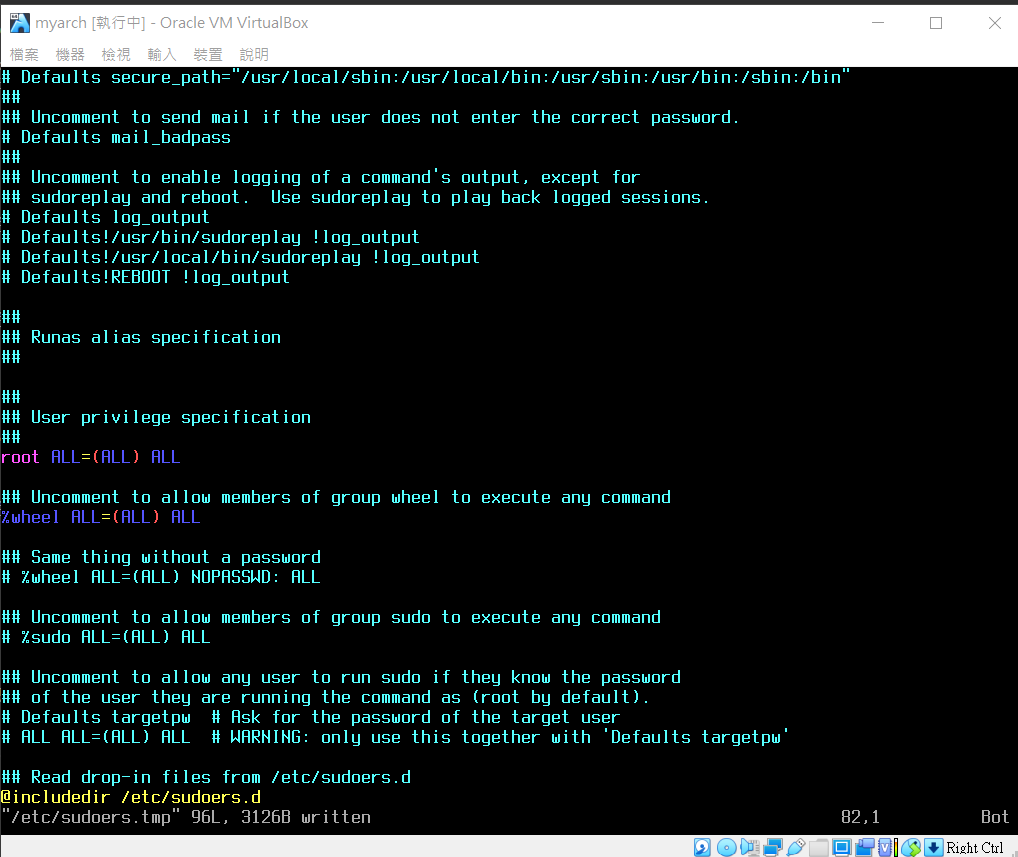 myarch [執行中] - Oracle VM VirtualBox
檔案 機器 檢視 輸入 裝置 說明
# Defaults secure_path="/usr/local/sbin:/usr/local/bin:/usr/sbin:/usr/bin:/sbin:/bin"
##
## Uncomment to send mail if the user does not enter the correct password.
# Defaults mail_badpass
##
## Uncomment to enable logging of a command's output, except for
## sudoreplay and reboot.  Use sudoreplay to play back logged sessions.
# Defaults log_output
# Defaults!/usr/bin/sudoreplay !log_output
# Defaults!/usr/local/bin/sudoreplay !log_output
# Defaults!REBOOT !log_output
##
## Runas alias specification
##
##
## User privilege specification
##
root ALL=(ALL) ALL
## Uncomment to allow members of group wheel to execute any command
%wheel ALL=(ALL) ALL
## Same thing without a password
# %wheel ALL=(ALL) NOPASSWD: ALL
## Uncomment to allow members of group sudo to execute any command
# %sudo ALL=(ALL) ALL
## Uncomment to allow any user to run sudo if they know the password
## of the user they are running the command as (root by default).
# Defaults targetpw  # Ask for the password of the target user
# ALL ALL=(ALL) ALL  # WARNING: only use this together with 'Defaults targetpw'
## Read drop-in files from /etc/sudoers.d
@includedir /etc/sudoers.d
"/etc/sudoers.tmp" 96L, 3126B written 82,1 Bot
Right Ctrl